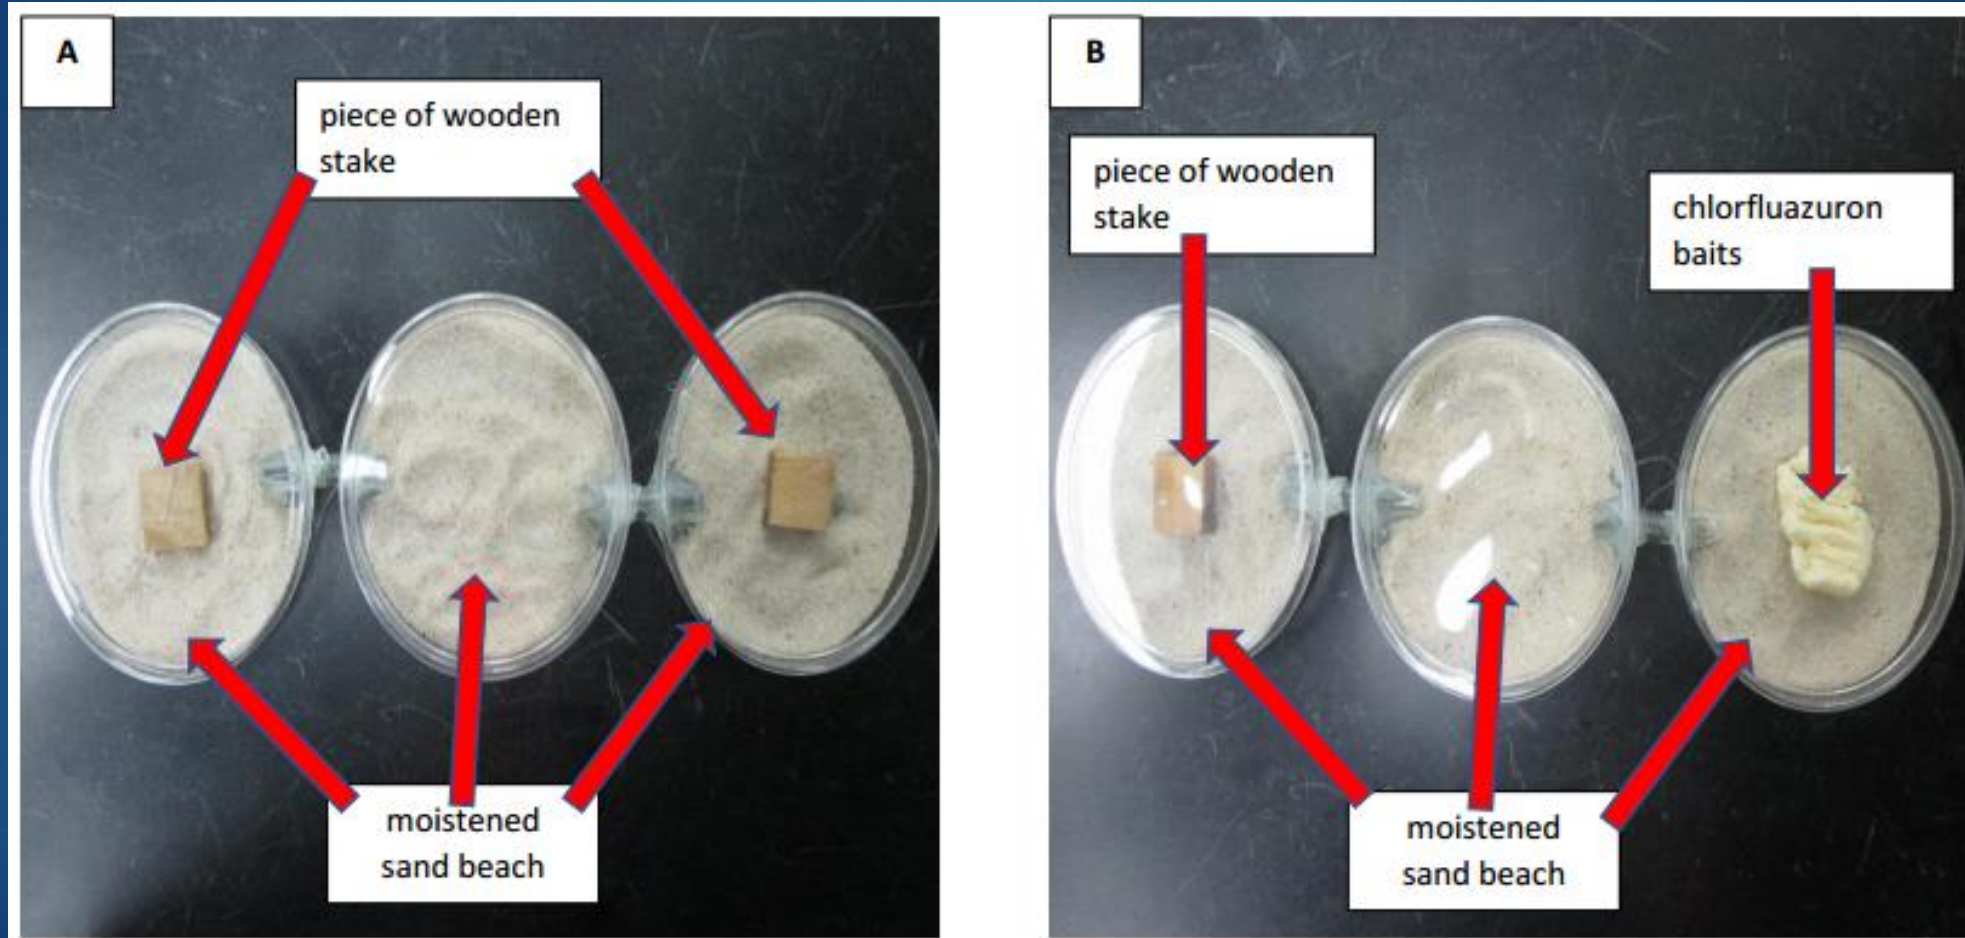 A
piece of wooden
stake
moistened
sand beach
B
piece of wooden
stake
chlorfluazuron
baits
moistened
sand beach